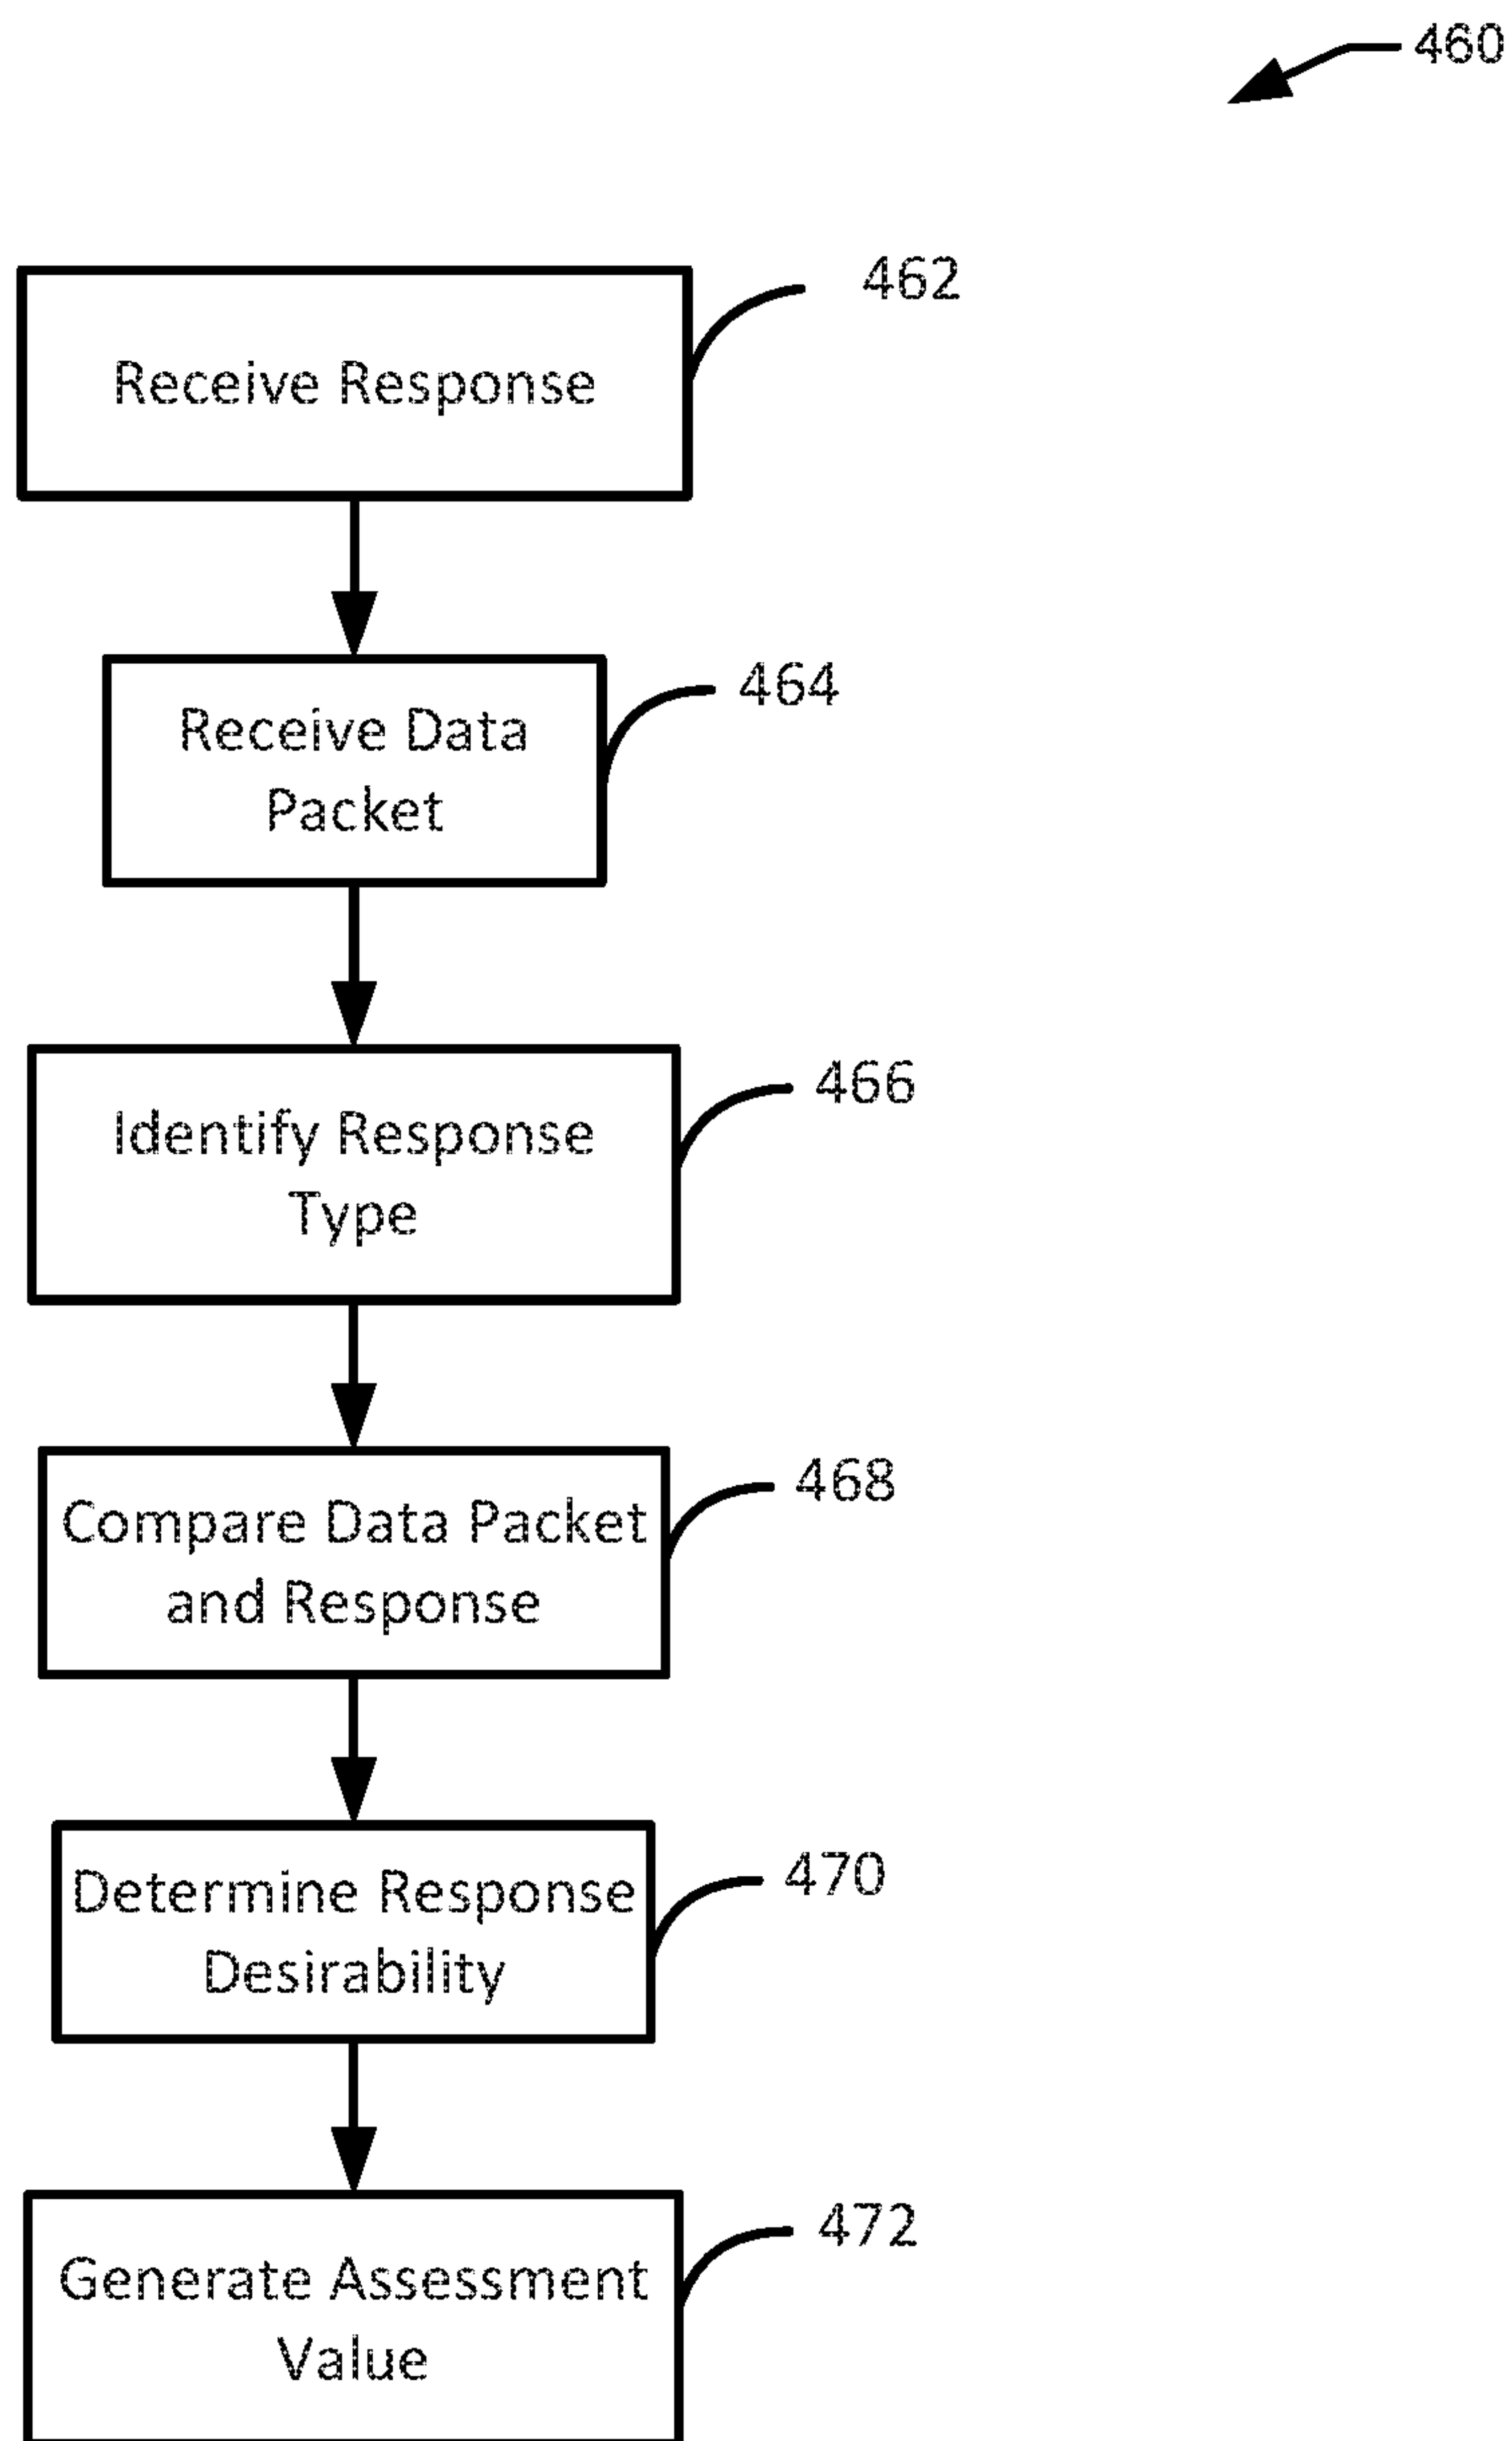 460
462
Receive Response
464
Receive Data
Packet
466
Identify Response
Type
468
Compare Data Packet
and Response
470
Determine Response
Desirability
472
Generate Assessment
Value